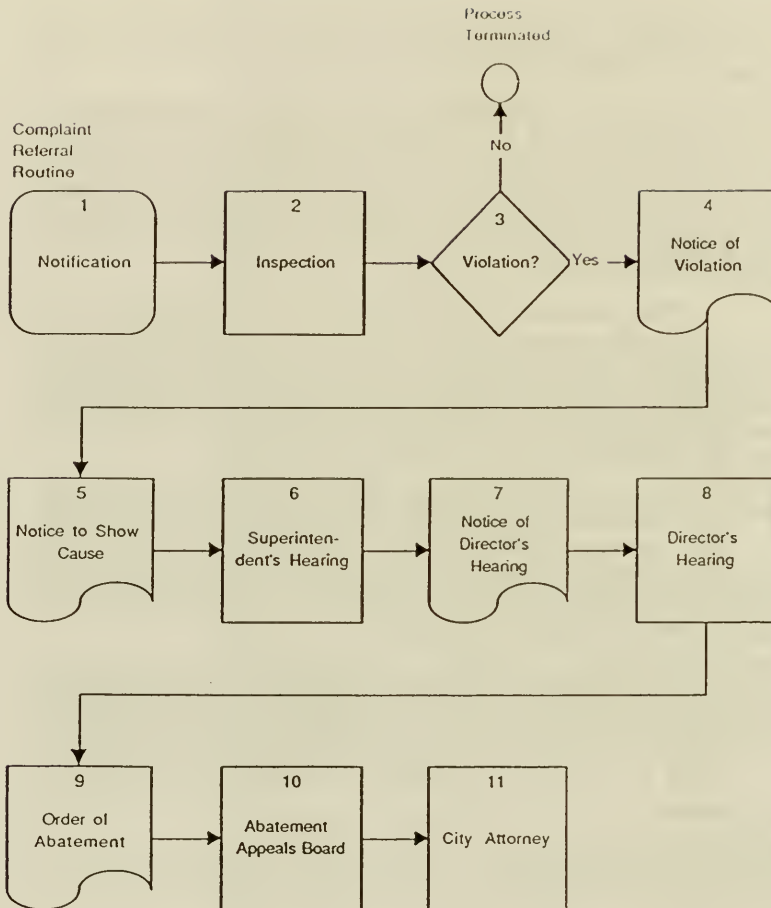 Process
Terminated
No
Complaint
Referral
Routine
1
Notification
2
Inspection
3
Violation?
Yes
4
Notice of
Violation
5
Notice to Show
Cause
6
Superinten-
dent's Hearing
7
Notice of
Director's
Hearing
8
Director's
Hearing
9
Order of
Abatement
10
Abatement
Appeals Board
11
City Attorney